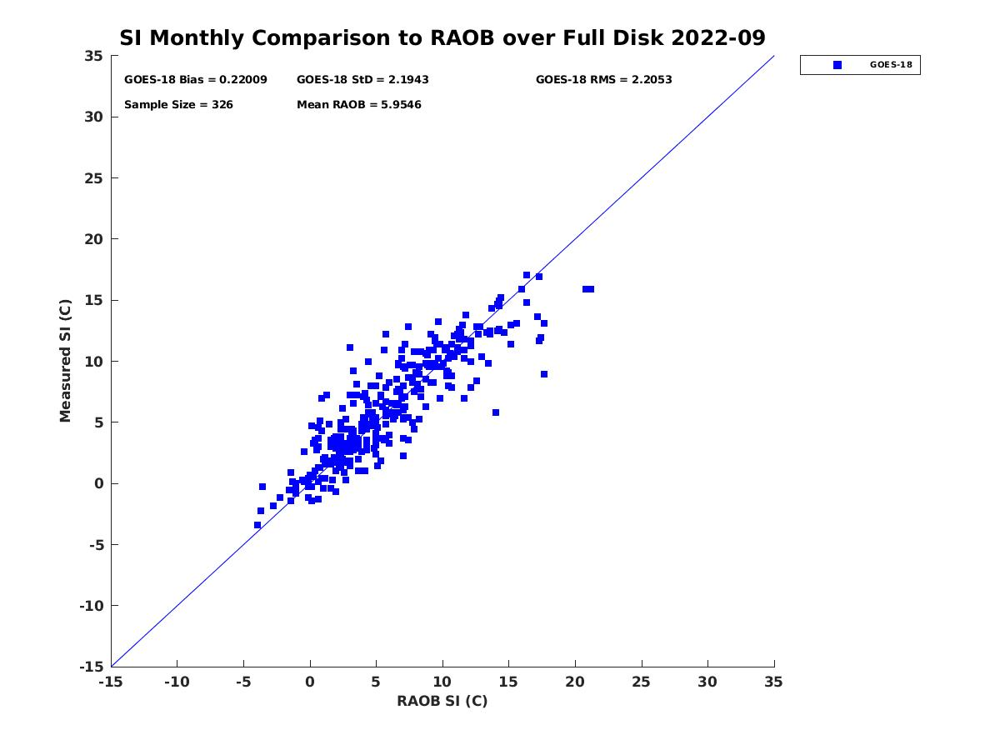 SI Monthly Comparison to RAOB over Full Disk 2022-09
GOES-18
GOES-18 Bias = 0.22009 GOES-18 StD = 2.1943 GOES-18 RMS = 2.2053
Sample Size = 326 Mean RAOB = 5.9546
35
30
25
20
15
10
5
0
-5
-10
-15
Measured SI (C)
-15 -10 -5 0 5 10 15 20 25 30 35
RAOB SI (C)